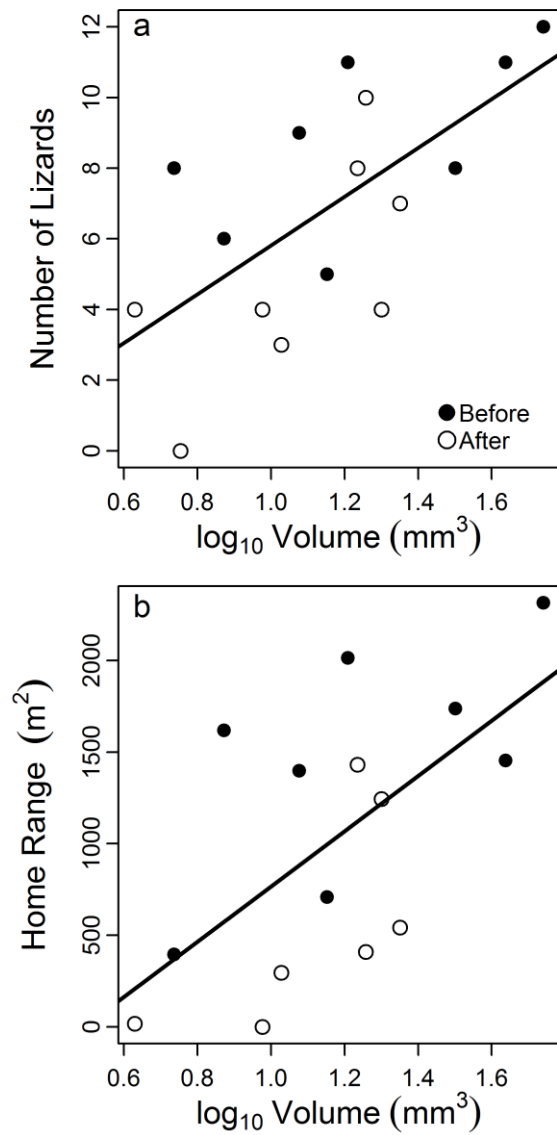 a
12
10
8
6
4
2
0
Number of Lizards
Before
After
0.6 0.8 1.0 1.2 1.4 1.6
log₁₀ Volume (mm³)
b
2000
1500
1000
500
0
Home Range (m²)
0.6 0.8 1.0 1.2 1.4 1.6
log₁₀ Volume (mm³)